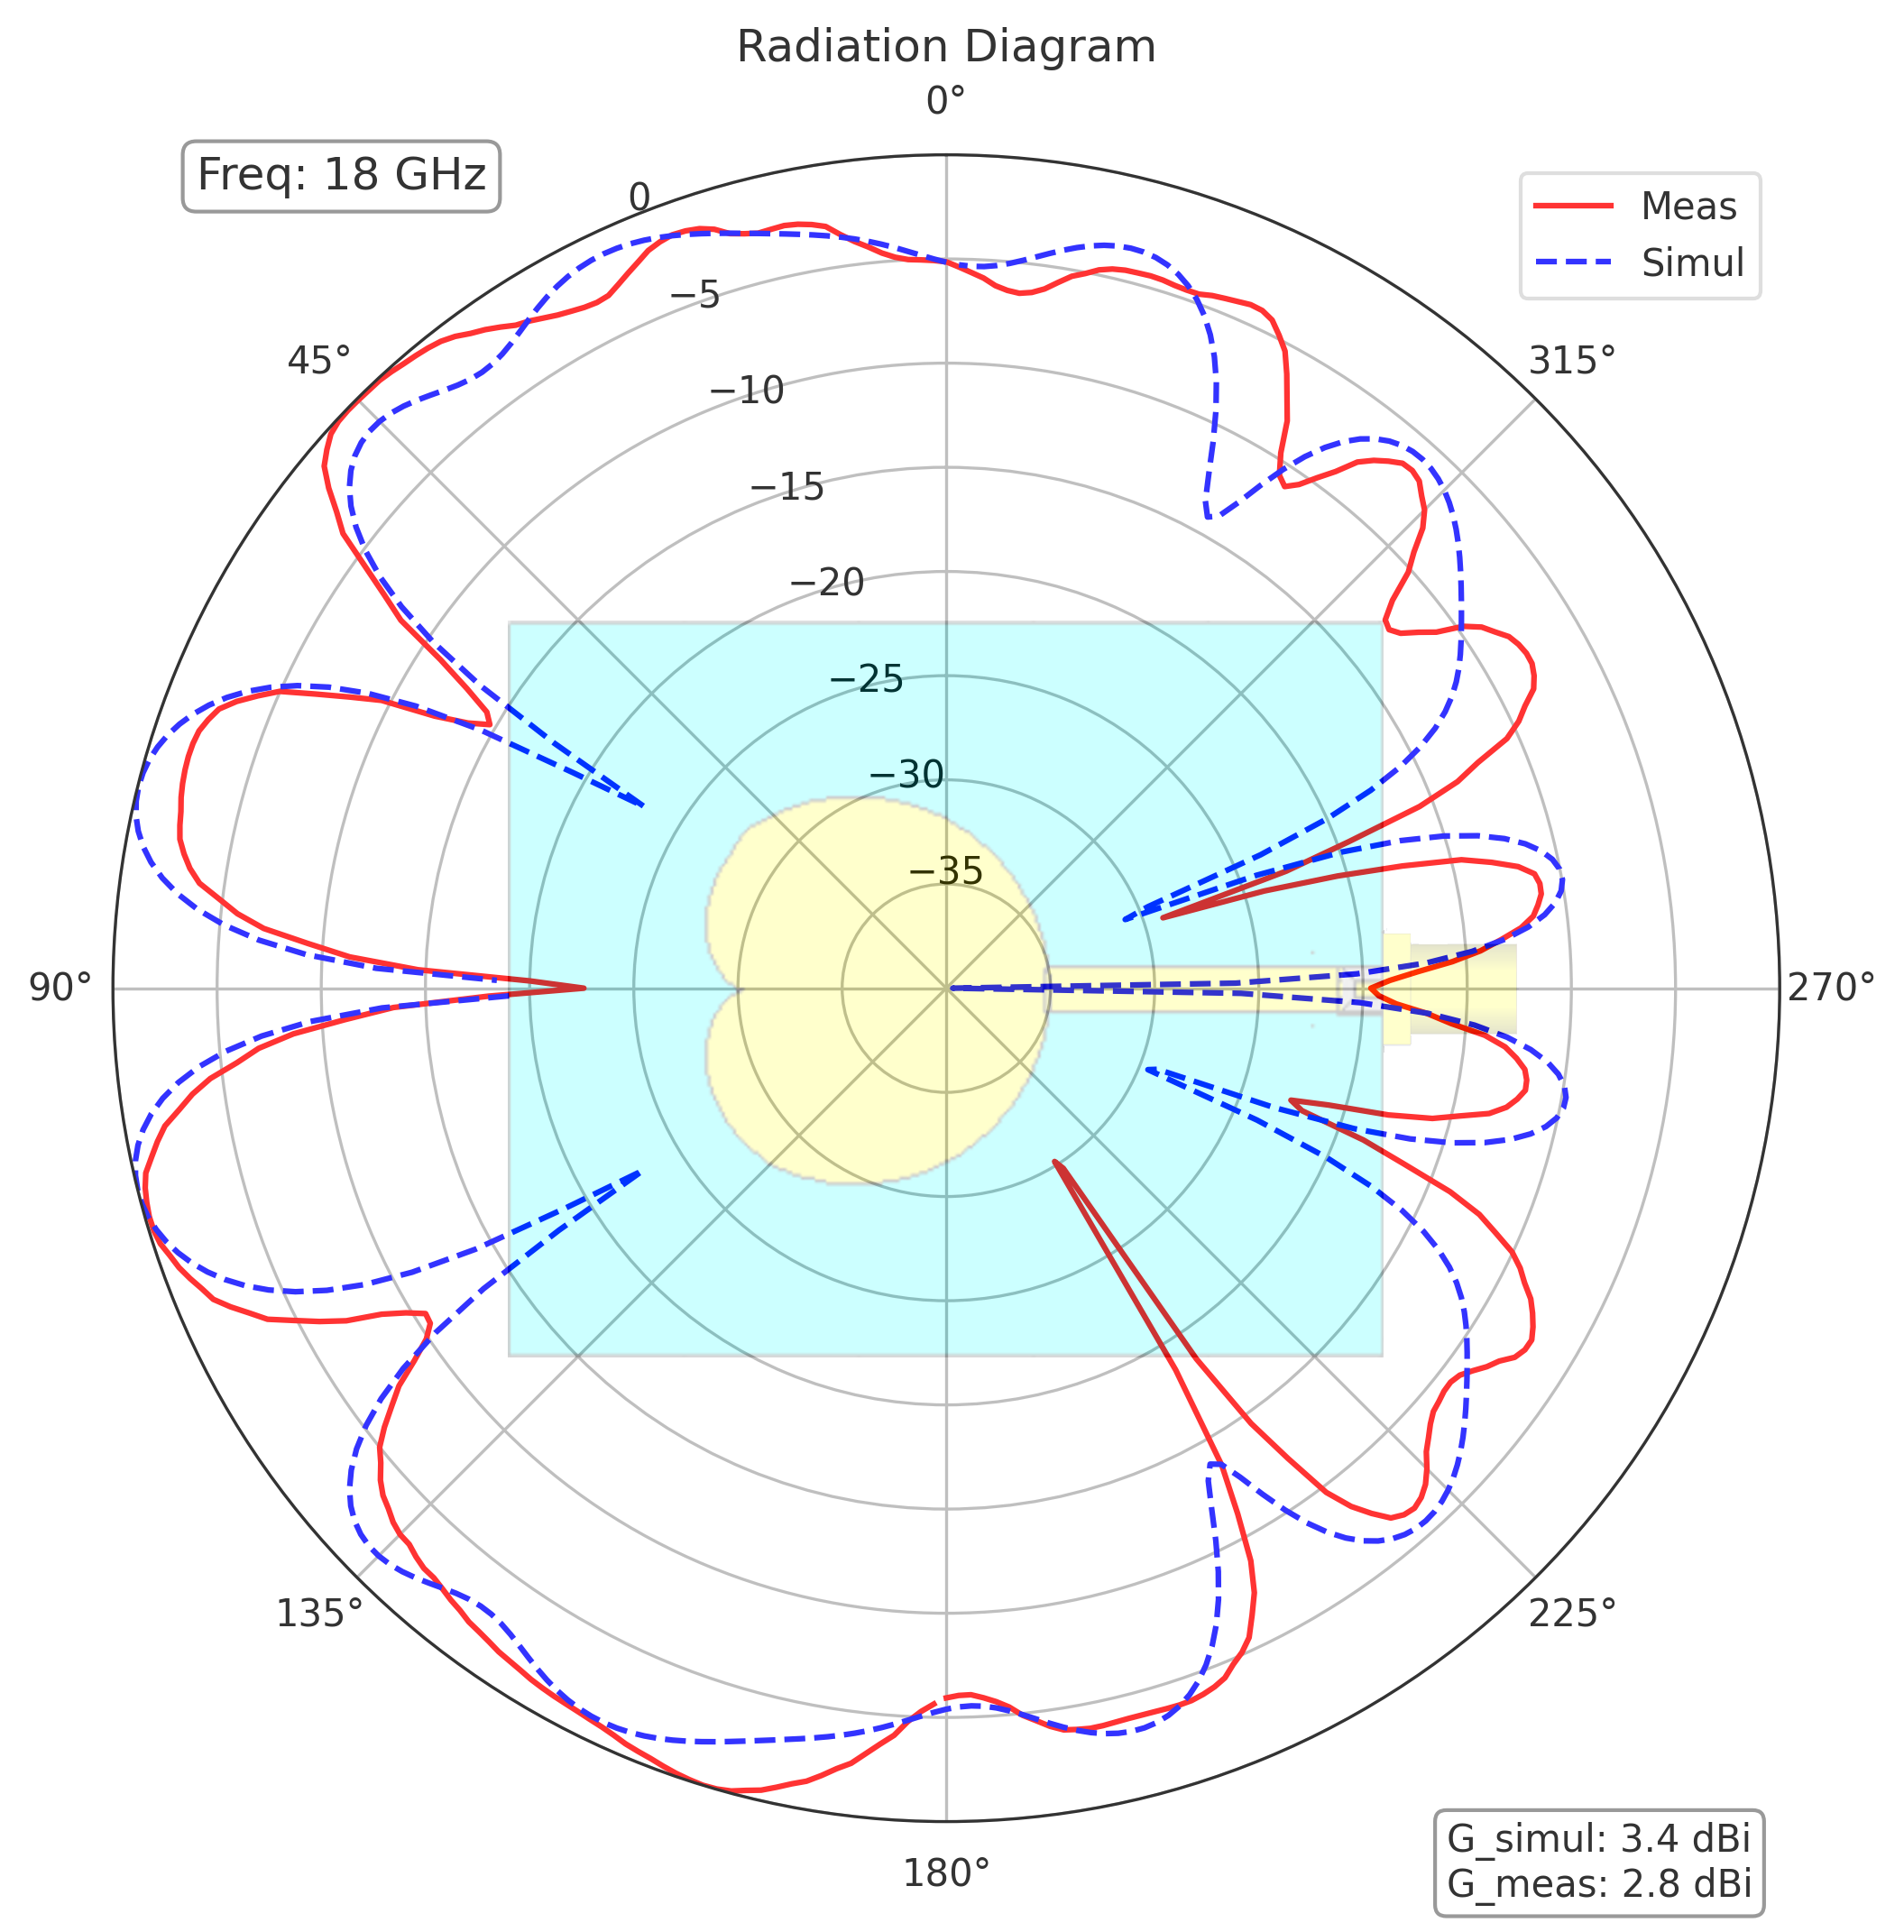 Radiation Diagram
0°
Freq: 18 GHz
Meas
Simul
0
−5
−10
−15
−20
−25
−30
−35
45°
315°
90°
270°
135°
225°
180°
G_simul: 3.4 dBi
G_meas: 2.8 dBi